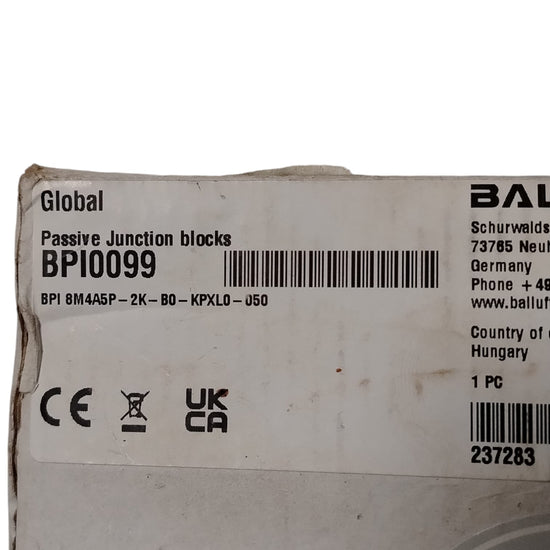 Global
Passive Junction blocks
BPI0099
BPI 8M4A5P-2K-B0-KPXL0-050
CE
UK
CA
BAL
Schurwalds
73765 Neuh
Germany
Phone +49
www.balluf
Country of
Hungary
1 PC
237283